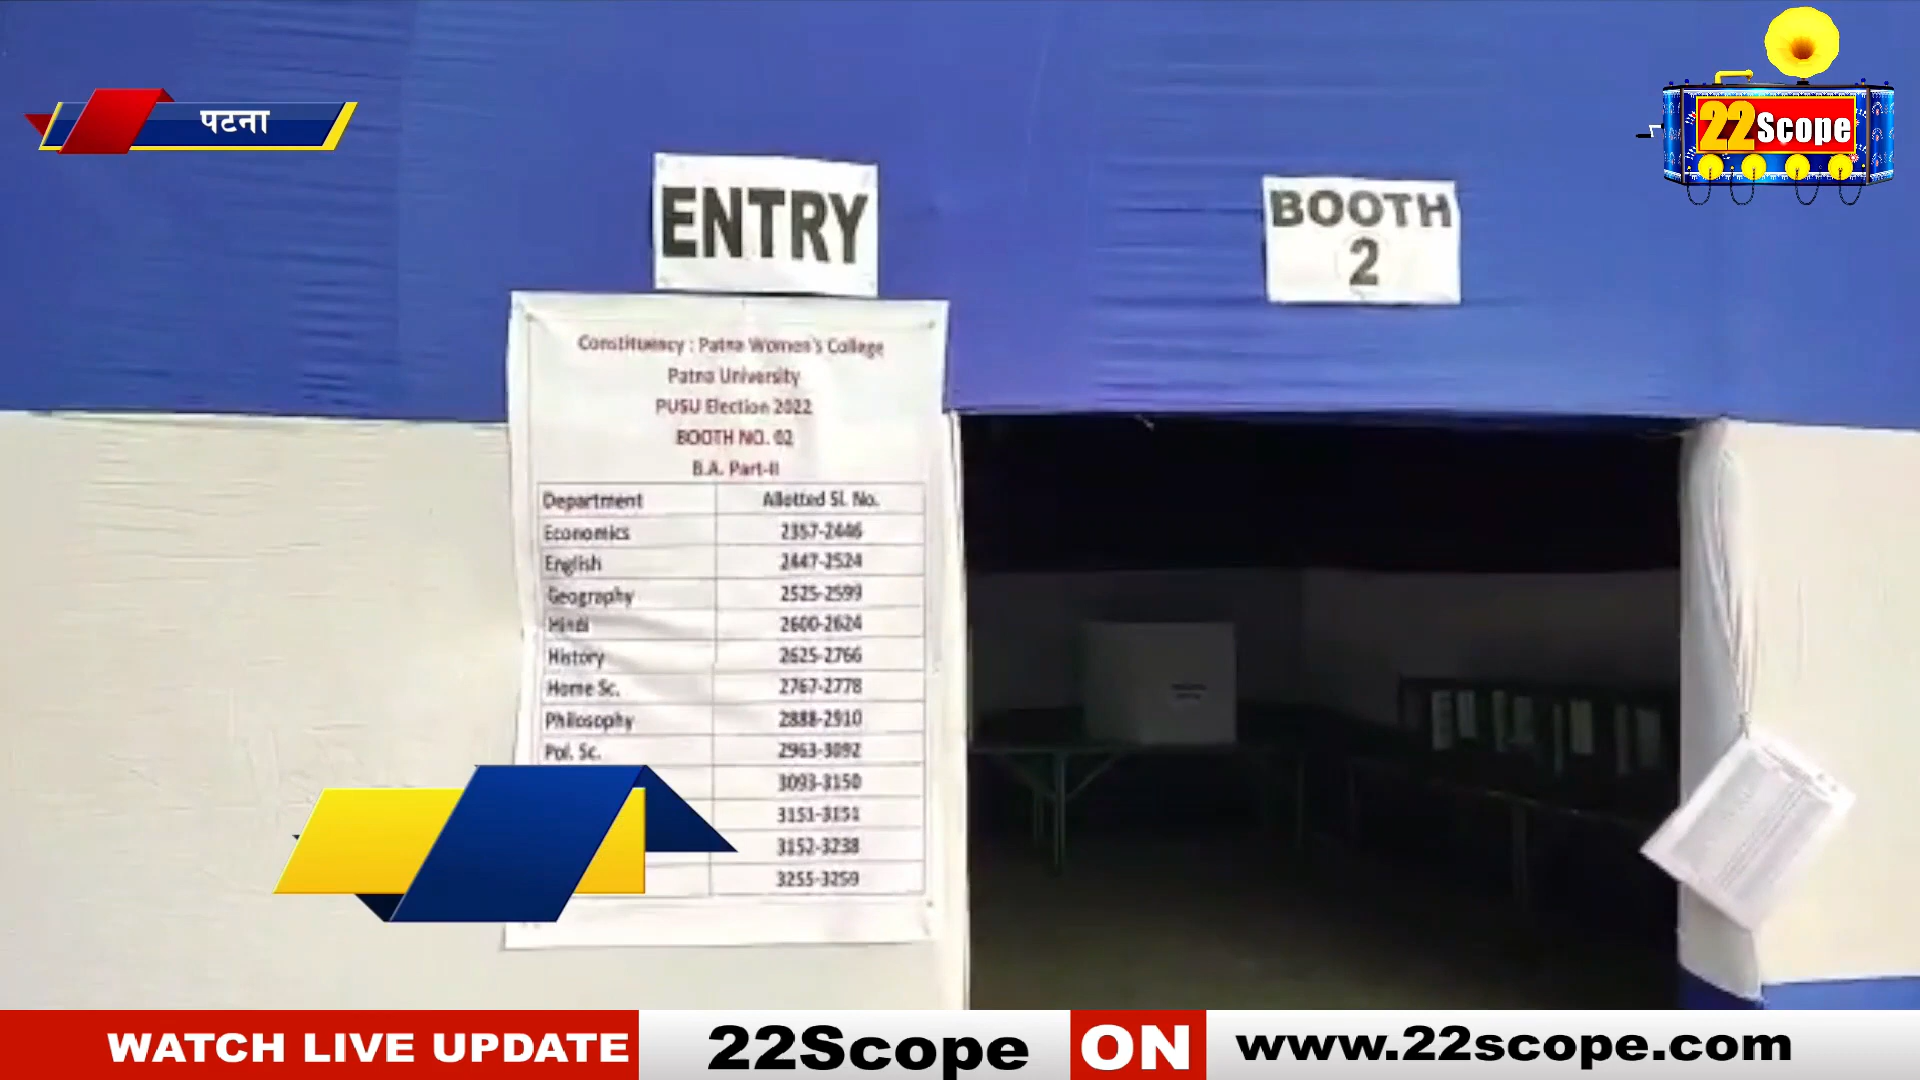 पटना
22Scope
ENTRY
BOOTH
2
Constituency : Patna Women's College
Patna University
PUSU Election 2022
BOOTH NO. 02
B.A. Part-II
Department Allotted Sl. No.
Economics 2357-2446
English 2447-2524
Geography 2525-2599
Hindi 2600-2624
History 2625-2766
Home Sc. 2767-2778
Philosophy 2888-2910
Pol. Sc. 2963-3092
3093-3150
3151-3151
3152-3238
3255-3259
WATCH LIVE UPDATE 22Scope ON www.22scope.com